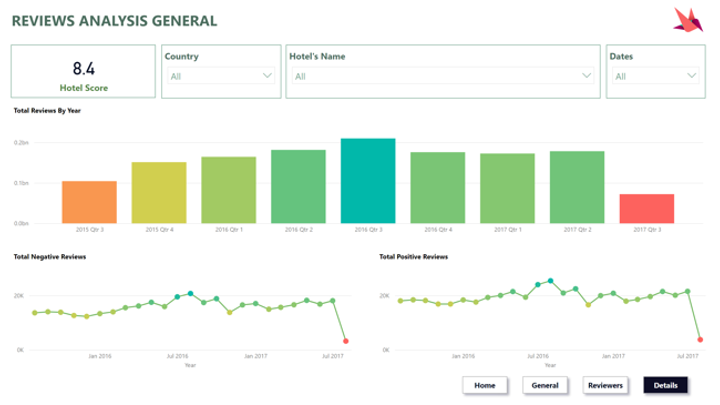 REVIEWS ANALYSIS GENERAL
8.4
Hotel Score
Country
All
Hotel's Name
All
Dates
All
Total Reviews By Year
0.2bn
0.1bn
0.0bn
2015 Qtr 3 2015 Qtr 4 2016 Qtr 1 2016 Qtr 2 2016 Qtr 3 2016 Qtr 4 2017 Qtr 1 2017 Qtr 2 2017 Qtr 3
Total Negative Reviews
20K
0K
Jan 2016 Jul 2016 Jan 2017 Jul 2017
Year
Total Positive Reviews
20K
0K
Jan 2016 Jul 2016 Jan 2017 Jul 2017
Year
Home General Reviewers Details